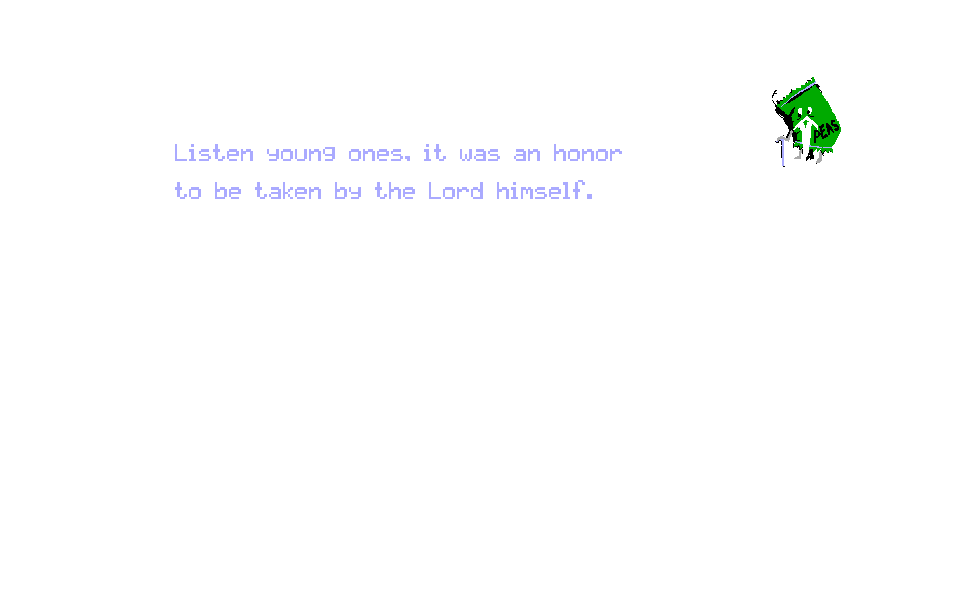 Listen young ones, it was an honor
to be taken by the Lord himself.
PEAS